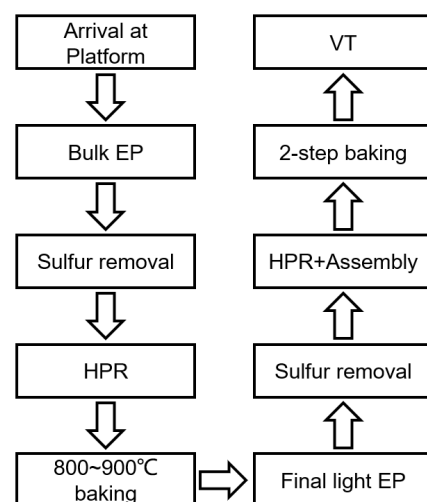 Arrival at
Platform
Bulk EP
Sulfur removal
HPR
800~900℃
baking
Final light EP
Sulfur removal
HPR+Assembly
2-step baking
VT